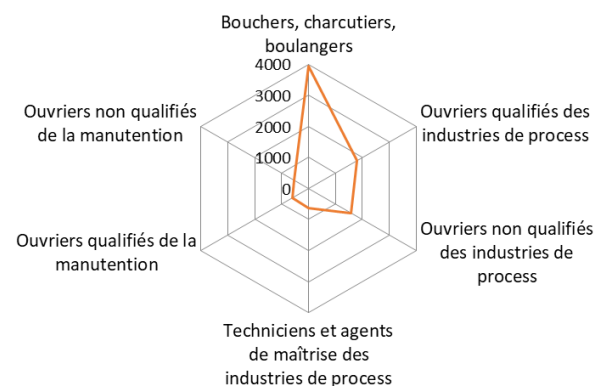 Bouchers, charcutiers,
boulangers
4000
3000
2000
1000
0
Ouvriers qualifiés des
industries de process
Ouvriers non qualifiés
des industries de
process
Techniciens et agents
de maîtrise des
industries de process
Ouvriers qualifiés de la
manutention
Ouvriers non qualifiés
de la manutention